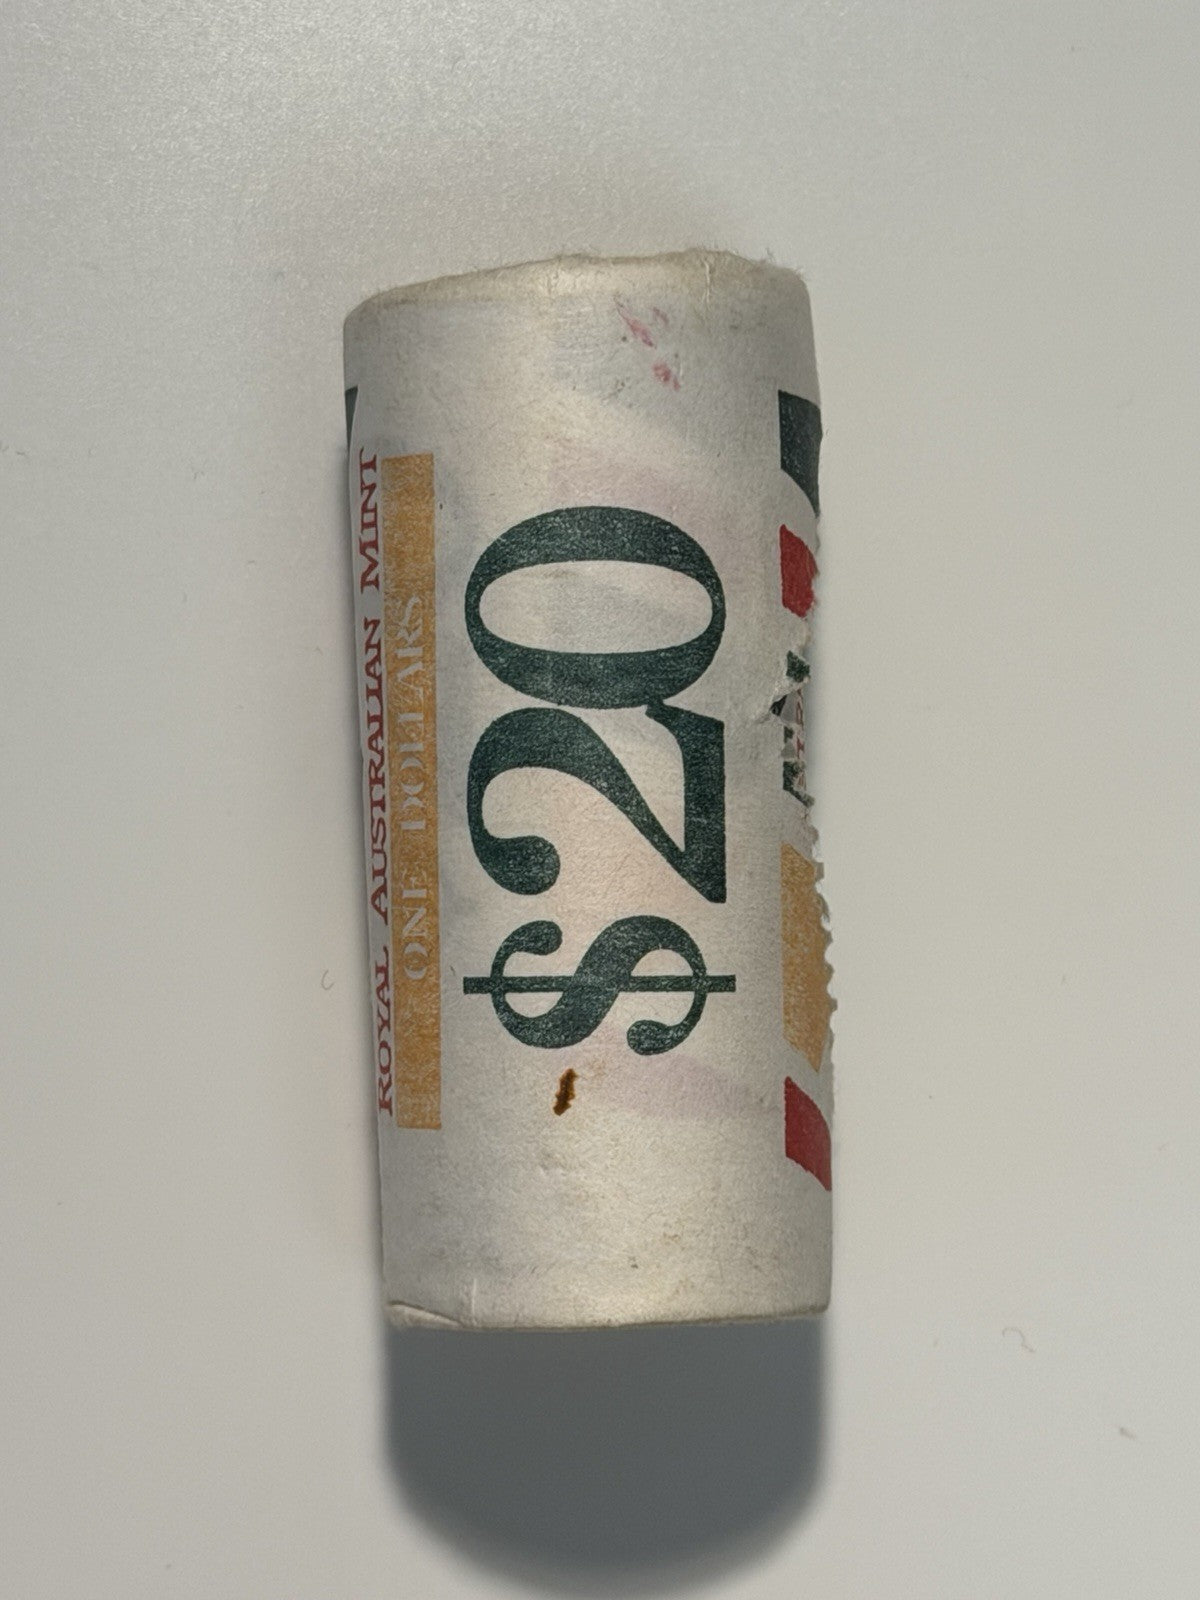 ROYAL AUSTRALIAN MINT
ONE DOLLARS
$20